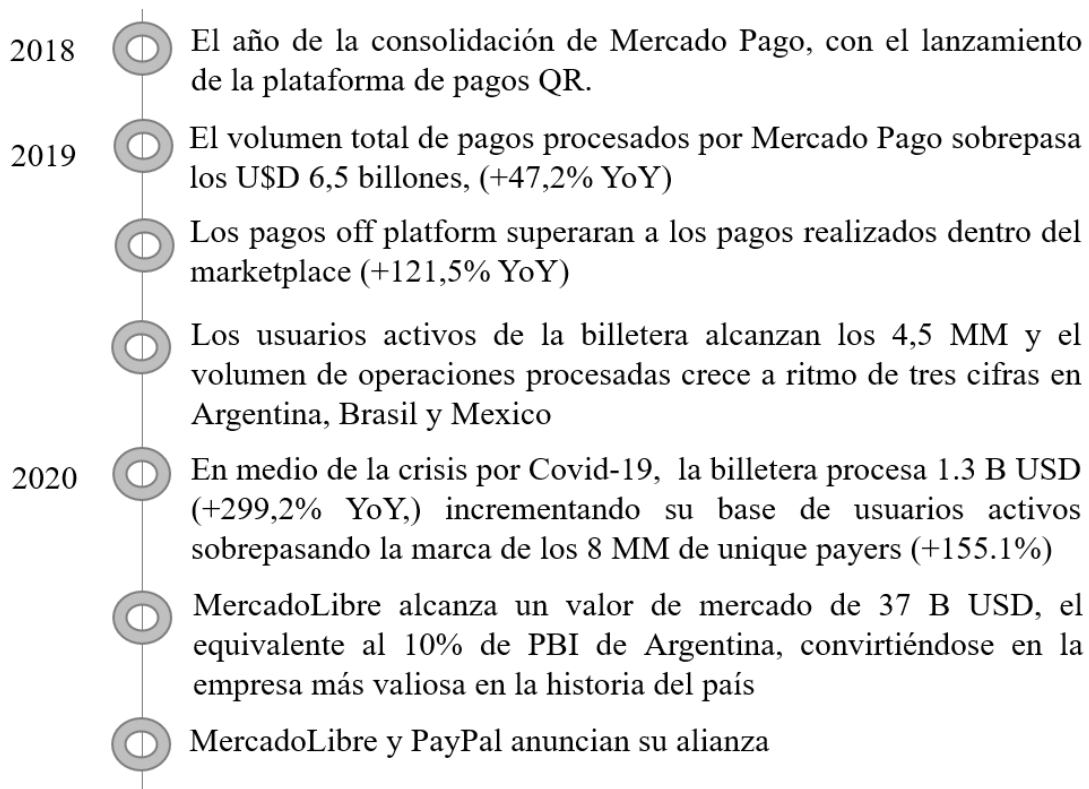 2018
El año de la consolidación de Mercado Pago, con el lanzamiento
de la plataforma de pagos QR.
2019
El volumen total de pagos procesados por Mercado Pago sobrepasa
los U$D 6,5 billones, (+47,2% YoY)
Los pagos off platform superaran a los pagos realizados dentro del
marketplace (+121,5% YoY)
Los usuarios activos de la billetera alcanzan los 4,5 MM y el
volumen de operaciones procesadas crece a ritmo de tres cifras en
Argentina, Brasil y Mexico
2020
En medio de la crisis por Covid-19, la billetera procesa 1.3 B USD
(+299,2% YoY,) incrementando su base de usuarios activos
sobrepasando la marca de los 8 MM de unique payers (+155.1%)
MercadoLibre alcanza un valor de mercado de 37 B USD, el
equivalente al 10% de PBI de Argentina, convirtiéndose en la
empresa más valiosa en la historia del país
MercadoLibre y PayPal anuncian su alianza